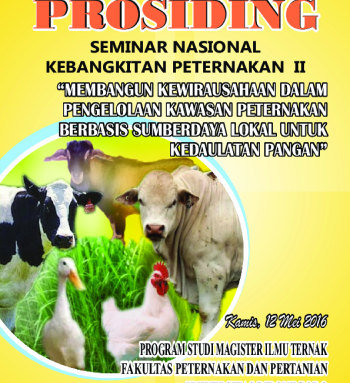 PROSIDING
SEMINAR NASIONAL
KEBANGKITAN PETERNAKAN II
“MEMBANGUN KEWIRAUSAHAAN DALAM
PENGELOLAAN KAWASAN PETERNAKAN
BERBASIS SUMBERDAYA LOKAL UNTUK
KEDAULATAN PANGAN”
Kamis, 12 Mei 2016
PROGRAM STUDI MAGISTER ILMU TERNAK
FAKULTAS PETERNAKAN DAN PERTANIAN